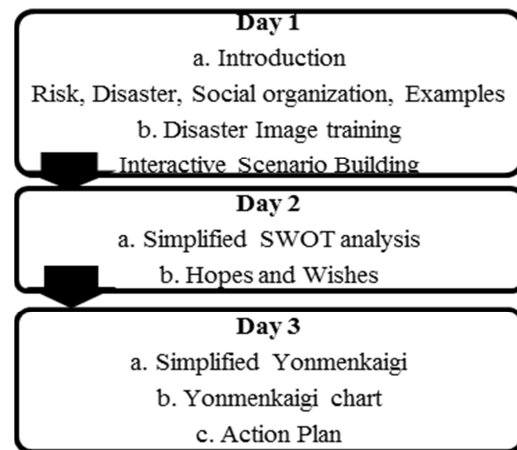 Day 1
a. Introduction
Risk, Disaster, Social organization, Examples
b. Disaster Image training
Interactive Scenario Building
Day 2
a. Simplified SWOT analysis
b. Hopes and Wishes
Day 3
a. Simplified Yonmenkaigi
b. Yonmenkaigi chart
c. Action Plan